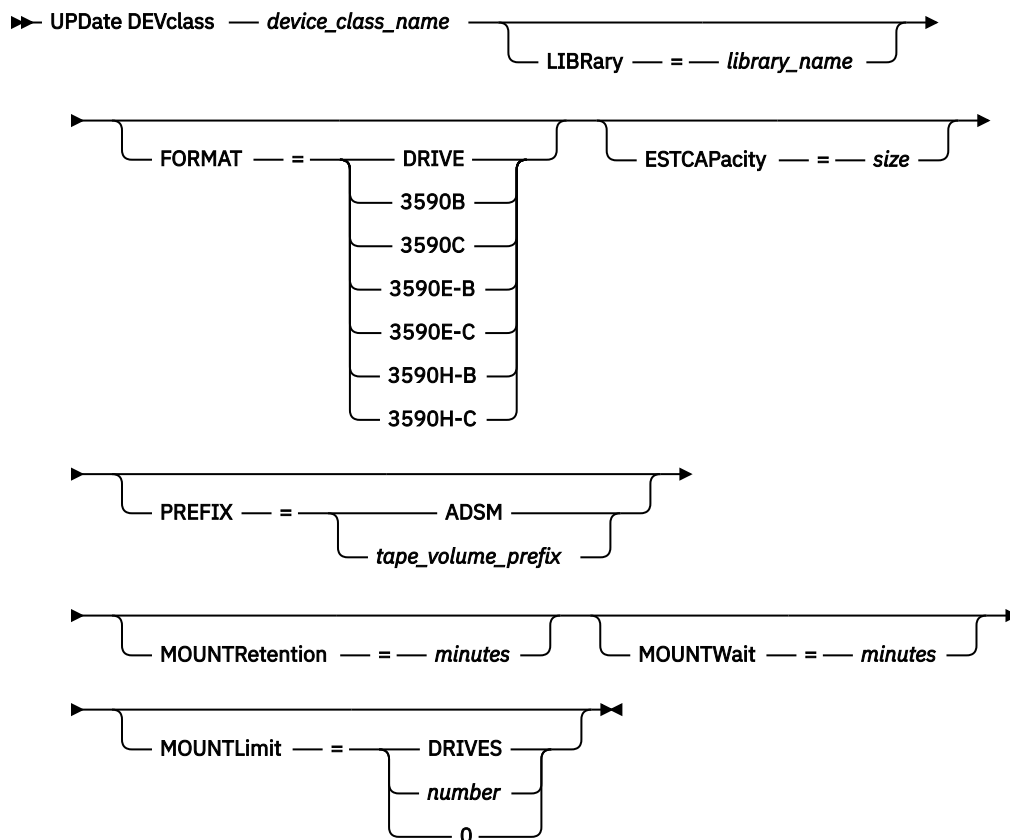 UPDate DEVclass device_class_name
LIBRary = library_name
FORMAT = DRIVE
3590B
3590C
3590E-B
3590E-C
3590H-B
3590H-C
ESTCAPacity = size
PREFIX = ADSM
tape_volume_prefix
MOUNTRetention = minutes
MOUNTWait = minutes
MOUNTLimit = DRIVES
number
0